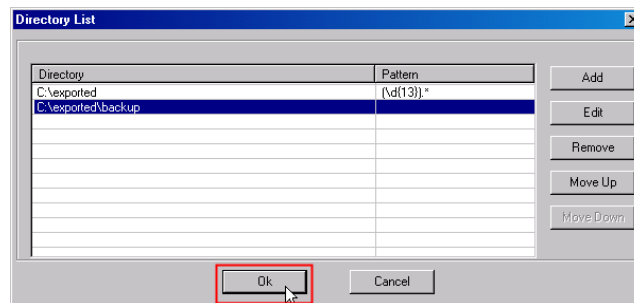 Directory List
Directory Pattern Add
C:\exported (\d{13}).*
C:\exported\backup Edit
Remove
Move Up
Move Down
Ok Cancel